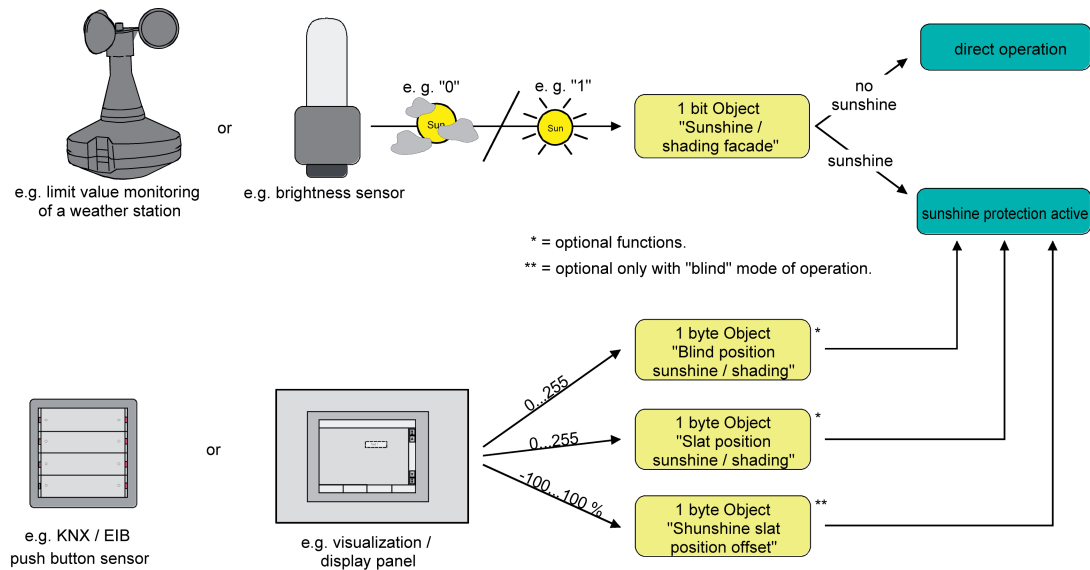 e. g. "0"
e. g. "1"
direct operation
no
sunshine
1 bit Object
"Sunshine /
shading facade"
Sun
Sun
or
sunshine
e.g. limit value monitoring
of a weather station
e.g. brightness sensor
sunshine protection active
* = optional functions.
** = optional only with "blind" mode of operation.
1 byte Object
"Blind position
sunshine / shading"
*
0...255
1 byte Object
"Slat position
sunshine / shading"
*
0...255
or
-100...100 %
1 byte Object
"Shunshine slat
position offset"
**
e.g. KNX / EIB
push button sensor
e.g. visualization /
display panel